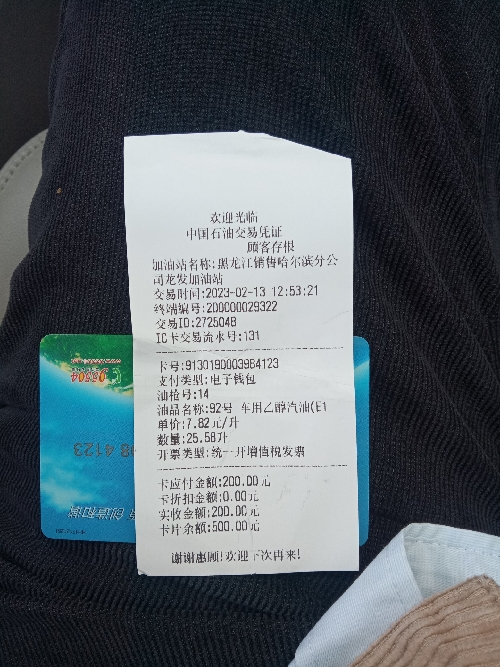 欢迎光临
中国石油交易凭证
顾客存根
加油站名称:黑龙江销售哈尔滨分公
司龙发加油站
交易时间:2023-02-13 12:53:21
终端编号:200000029322
交易ID:2725048
IC卡交易流水号:131
卡号:9130190003964123
支付类型:电子钱包
油枪号:14
油品名称:92号 车用乙醇汽油(E1
单价:7.82元/升
数量:25.58升
开票类型:统一开增值税发票
卡应付金额:200.00元
卡折扣金额:0.00元
实收金额:200.00元
卡片余额:500.00元
谢谢惠顾!欢迎下次再来!
95504
4123